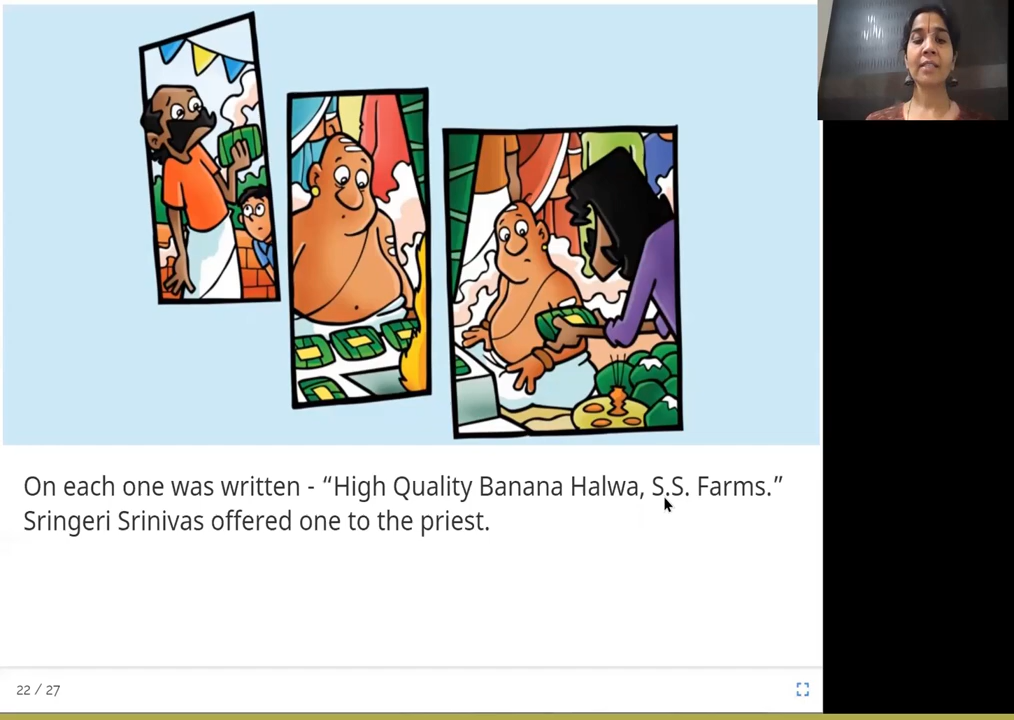 On each one was written - “High Quality Banana Halwa, S.S. Farms.”
Sringeri Srinivas offered one to the priest.
22 / 27